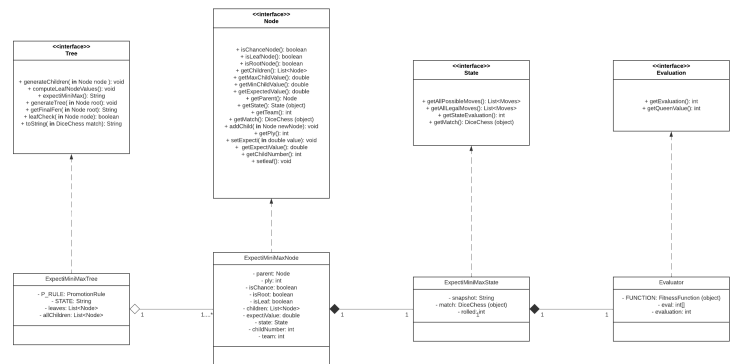 <<interface>>
Tree
+ generateChildren( in Node node ): void
+ computeLeafNodeValues(): void
+ expectiMiniMax(): String
+ generateTree( in Node root): void
+ getFinalFen( in Node root): String
+ leafCheck( in Node node): boolean
+ toString( in DiceChess match): String
<<interface>>
Node
+ isChanceNode(): boolean
+ isLeafNode(): boolean
+ isRootNode(): boolean
+ getChildren(): List<Node>
+ getMaxChildValue(): double
+ getMinChildValue(): double
+ getExpectedValue(): double
+ getParent(): Node
+ getState(): State (object)
+ getTeam(): int
+ getMatch(): DiceChess (object)
+ addChild( in Node newNode): void
+ getPly(): int
+ setExpecti( in double value): void
+ getExpectiValue(): double
+ getChildNumber(): int
+ setleaf(): void
<<interface>>
State
+ getAllPossibleMoves(): List<Moves>
+ getAllLegalMoves(): List<Moves>
+ getStateEvaluation(): int
+ getMatch(): DiceChess (object)
<<interface>>
Evaluation
+ getEvaluation(): int
+ getQueenValue(): int
ExpectiMiniMaxTree
- P_RULE: PromotionRule
- STATE: String
- leaves: List<Node>
- allChildren: List<Node>
1
1....*
ExpectiMiniMaxNode
- parent: Node
- ply: int
- isChance: boolean
- IsRoot: boolean
- isLeaf: boolean
- children: List<Node>
- expectiValue: double
- state: State
- childNumber: int
- team: int
1
1
ExpectiMiniMaxState
- snapshot: String
- match: DiceChess (object)
- rolled: int
1
1
Evaluator
- FUNCTION: FitnessFunction (object)
- eval: int[]
- evaluation: int